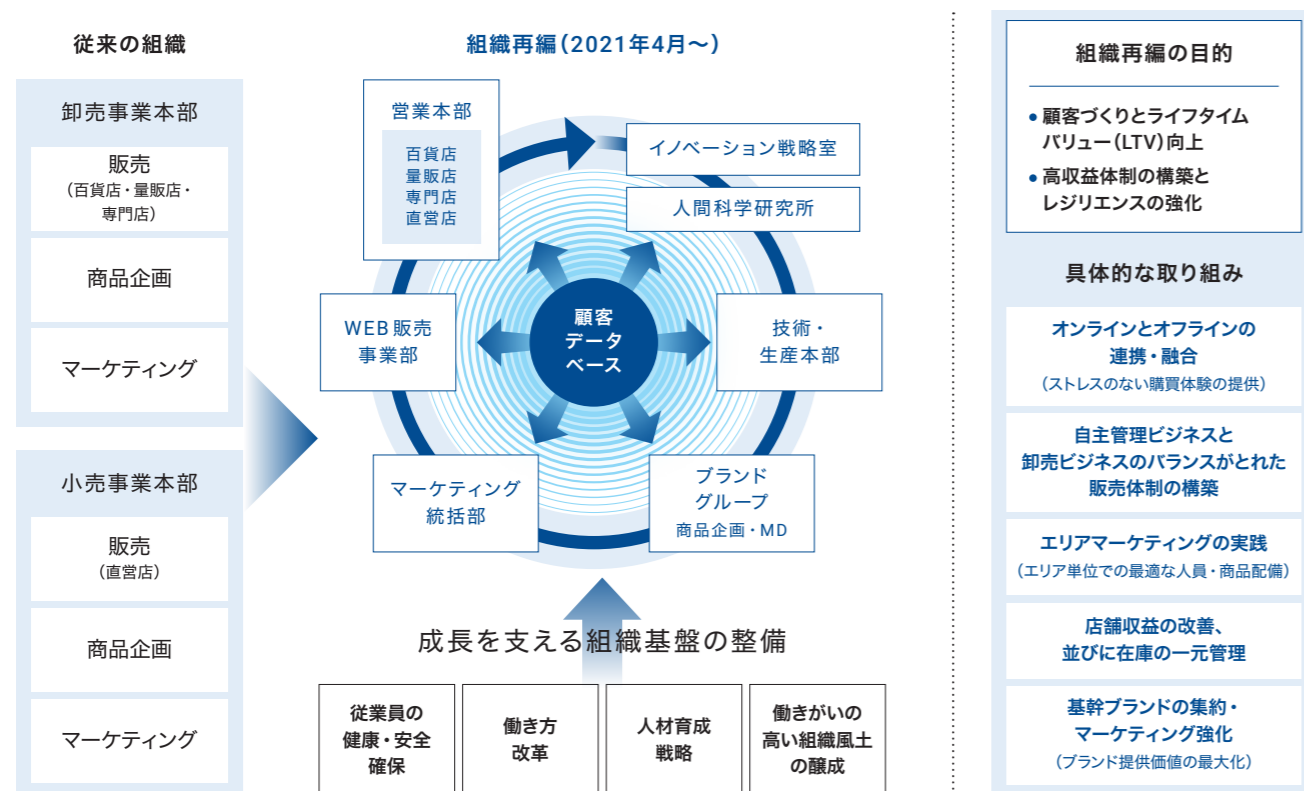 従来の組織
卸売事業本部
販売
（百貨店・量販店・
専門店）
商品企画
マーケティング
小売事業本部
販売
（直営店）
商品企画
マーケティング
組織再編（2021年4月～）
営業本部
百貨店
量販店
専門店
直営店
イノベーション戦略室
人間科学研究所
WEB販売
事業部
顧客
データ
ベース
技術・
生産本部
マーケティング
統括部
ブランド
グループ
商品企画・MD
成長を支える組織基盤の整備
従業員の
健康・安全
確保
働き方
改革
人材育成
戦略
働きがいの
高い組織風土
の醸成
組織再編の目的
●顧客づくりとライフタイム
バリュー（LTV）向上
●高収益体制の構築と
レジリエンスの強化
具体的な取り組み
オンラインとオフラインの
連携・融合
（ストレスのない購買体験の提供）
自主管理ビジネスと
卸売ビジネスのバランスがとれた
販売体制の構築
エリアマーケティングの実践
（エリア単位での最適な人員・商品配備）
店舗収益の改善、
並びに在庫の一元管理
基幹ブランドの集約・
マーケティング強化
（ブランド提供価値の最大化）